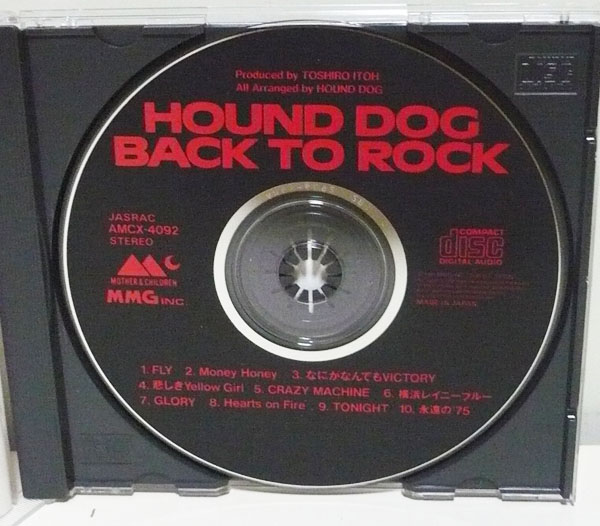 Produced by TOSHIRO ITOH
All Arranged by HOUND DOG
HOUND DOG
BACK TO ROCK
JASRAC
AMCX-4092
STEREO
MOTHER & CHILDREN
MMG INC.
COMPACT
disc
DIGITAL AUDIO
MADE IN JAPAN
1. FLY 2. Money Honey 3. なにがなんでもVICTORY
4. 悲しきYellow Girl 5. CRAZY MACHINE 6. 横浜レイニーブルー
7. GLORY 8. Hearts on Fire 9. TONIGHT 10. 永遠の'75